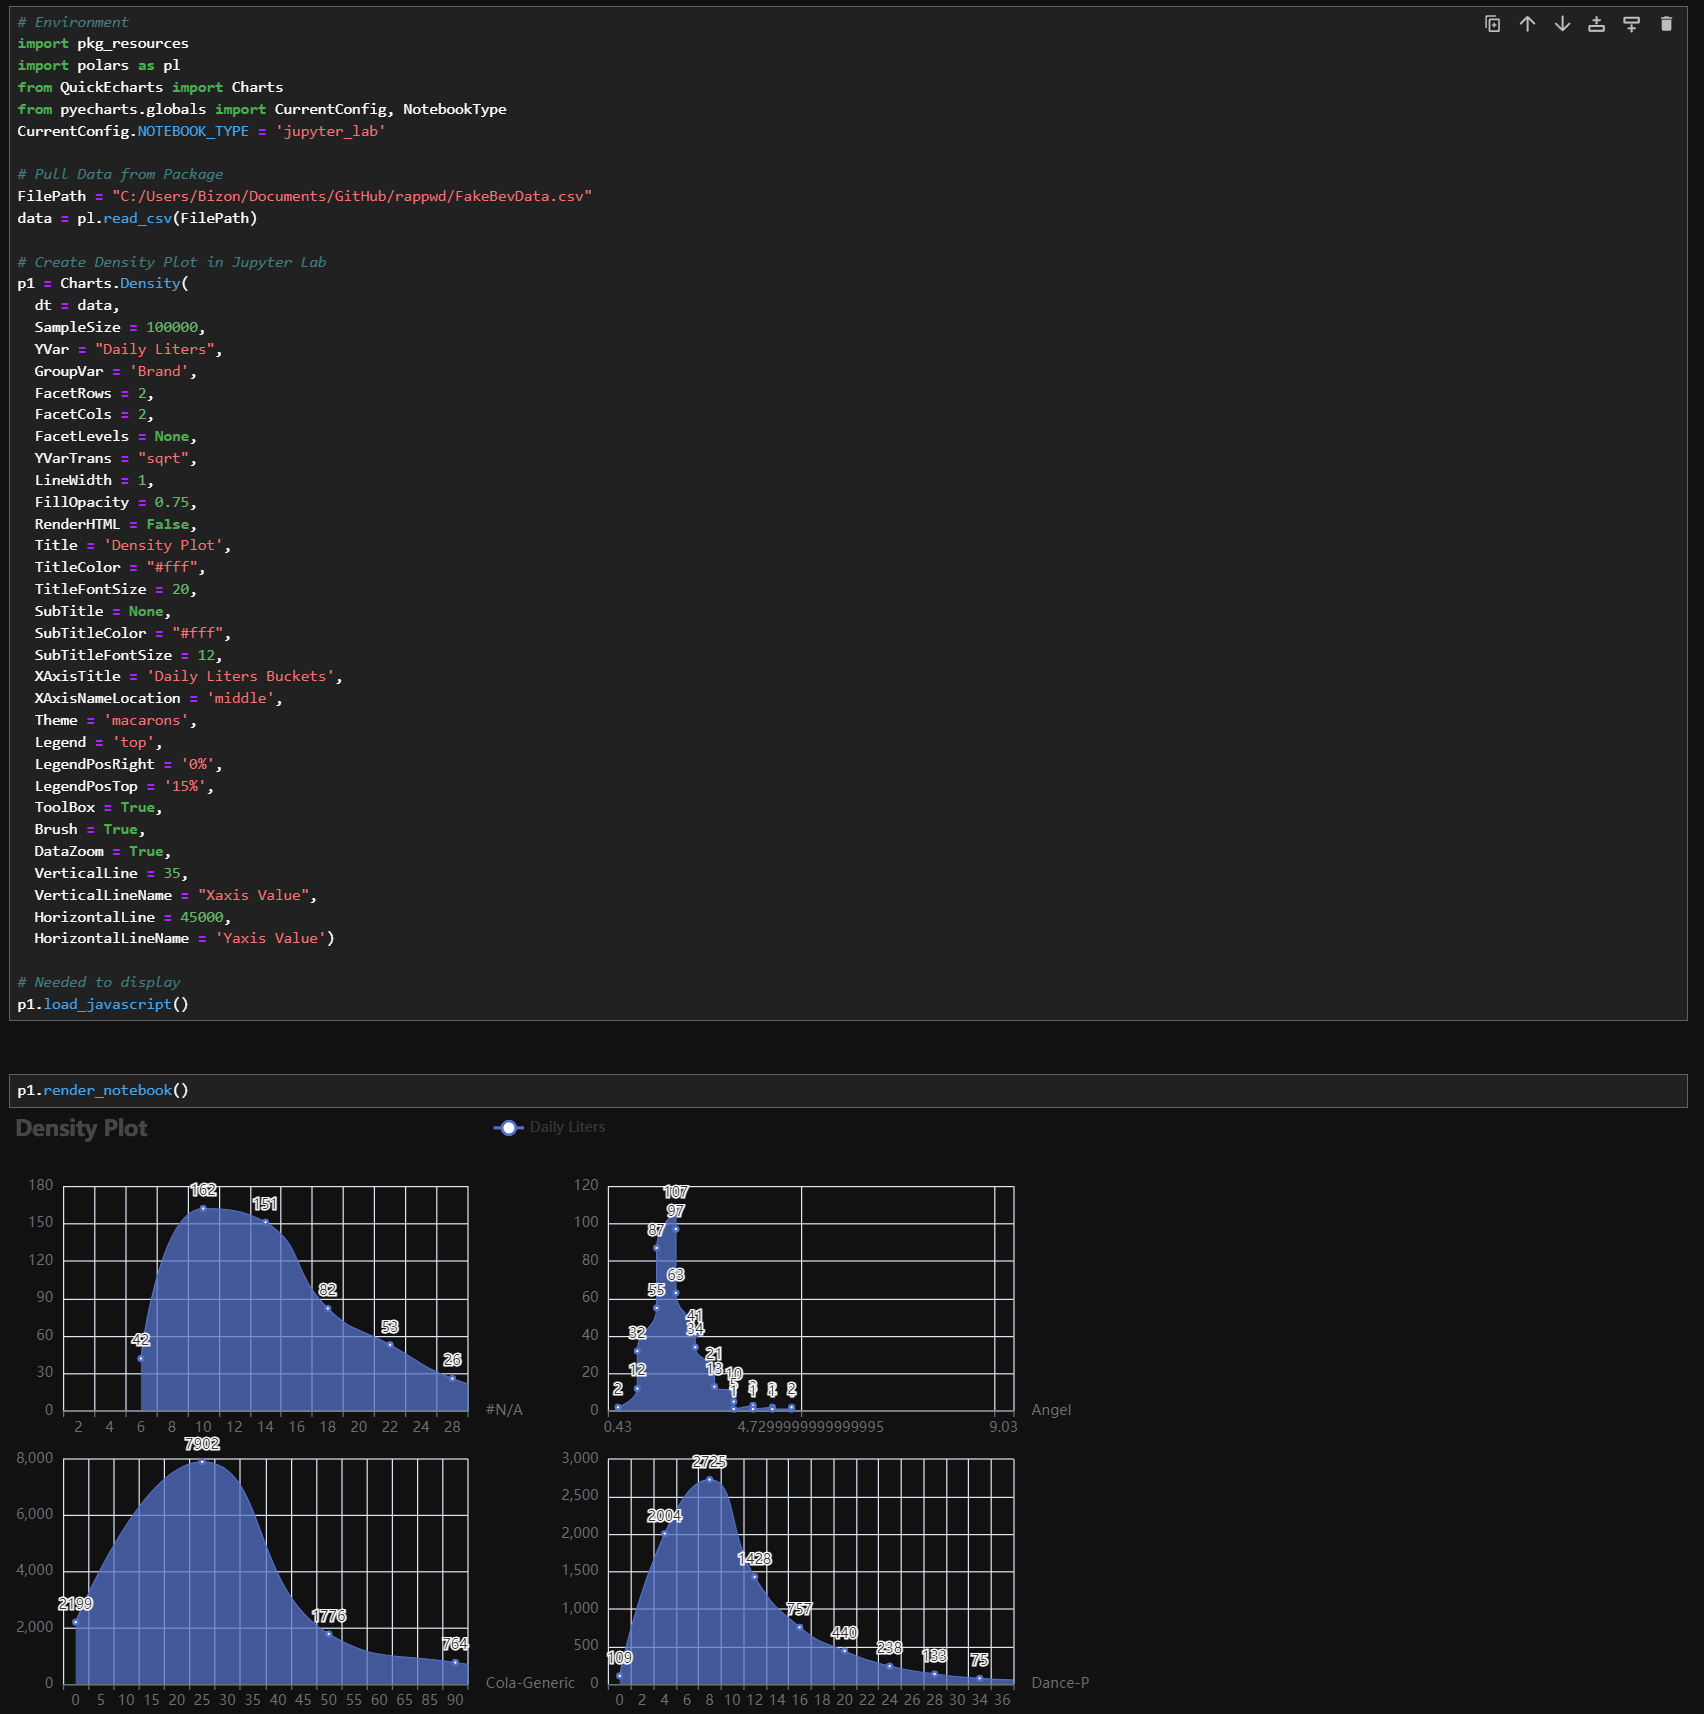 # Environment
import pkg_resources
import polars as pl
from QuickEcharts import Charts
from pyecharts.globals import CurrentConfig, NotebookType
CurrentConfig.NOTEBOOK_TYPE = 'jupyter_lab'
# Pull Data from Package
FilePath = "C:/Users/Bizon/Documents/GitHub/rappwd/FakeBevData.csv"
data = pl.read_csv(FilePath)
# Create Density Plot in Jupyter Lab
p1 = Charts.Density(
  dt = data,
  SampleSize = 100000,
  YVar = "Daily Liters",
  GroupVar = 'Brand',
  FacetRows = 2,
  FacetCols = 2,
  FacetLevels = None,
  YVarTrans = "sqrt",
  LineWidth = 1,
  FillOpacity = 0.75,
  RenderHTML = False,
  Title = 'Density Plot',
  TitleColor = "#fff",
  TitleFontSize = 20,
  SubTitle = None,
  SubTitleColor = "#fff",
  SubTitleFontSize = 12,
  XAxisTitle = 'Daily Liters Buckets',
  XAxisNameLocation = 'middle',
  Theme = 'macarons',
  Legend = 'top',
  LegendPosRight = '0%',
  LegendPosTop = '15%',
  ToolBox = True,
  Brush = True,
  DataZoom = True,
  VerticalLine = 35,
  VerticalLineName = "Xaxis Value",
  HorizontalLine = 45000,
  HorizontalLineName = 'Yaxis Value')
# Needed to display
p1.load_javascript()
p1.render_notebook()
Density Plot
Daily Liters
180
150
120
90
60
30
0
42
162
151
82
53
26
2 4 6 8 10 12 14 16 18 20 22 24 26 28
#N/A
120
100
80
60
40
20
0
2
12
32
55
87
107
97
63
41
34
21
13
10
1
1
2
0.43 4.7299999999999995 9.03
Angel
8,000
6,000
4,000
2,000
0
2199
7902
1776
764
0 5 10 15 20 25 30 35 40 45 50 55 60 65 85 90
Cola-Generic
3,000
2,500
2,000
1,500
1,000
500
0
109
2004
2725
1428
757
440
238
133
75
0 2 4 6 8 10 12 14 16 18 20 22 24 26 28 30 34 36
Dance-P